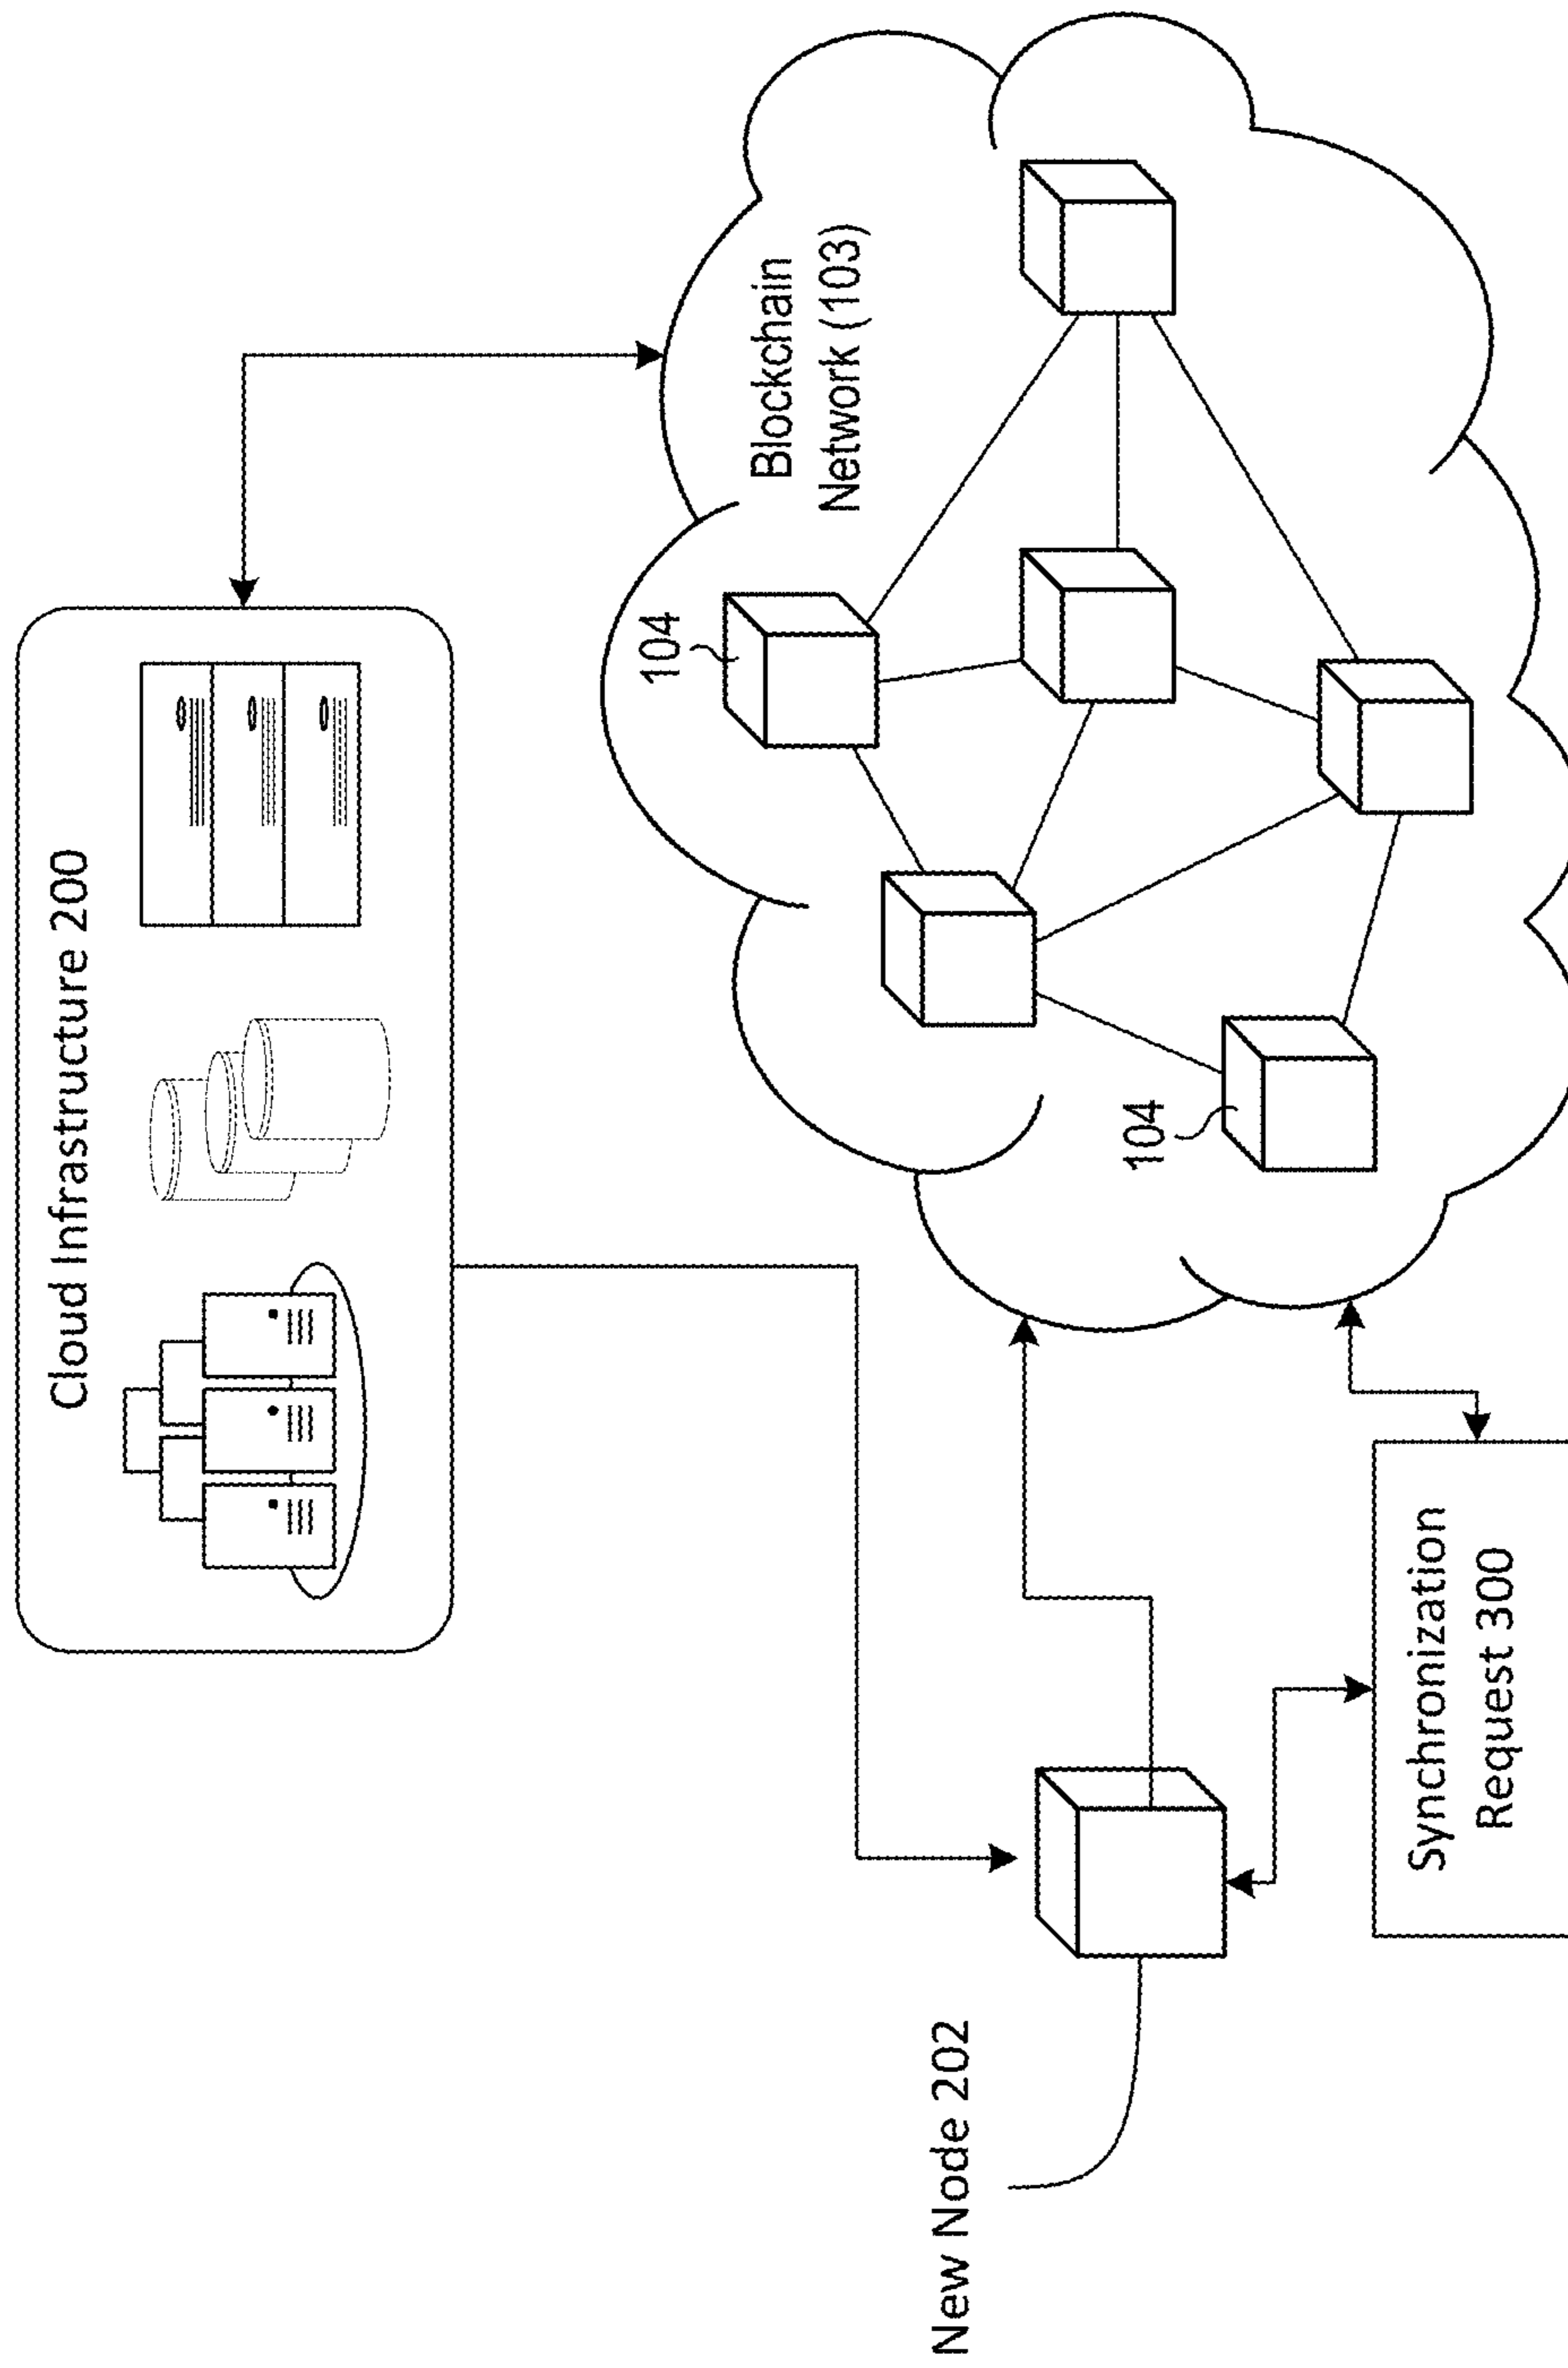 Cloud Infrastructure 200
Blockchain
Network (103)
104
104
New Node 202
Synchronization
Request 300